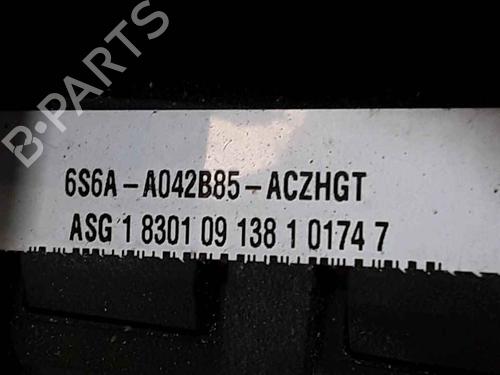 B-PARTS
6S6A-A042B85-ACZHGT
ASG 1 8301 09 138 1 0174 7